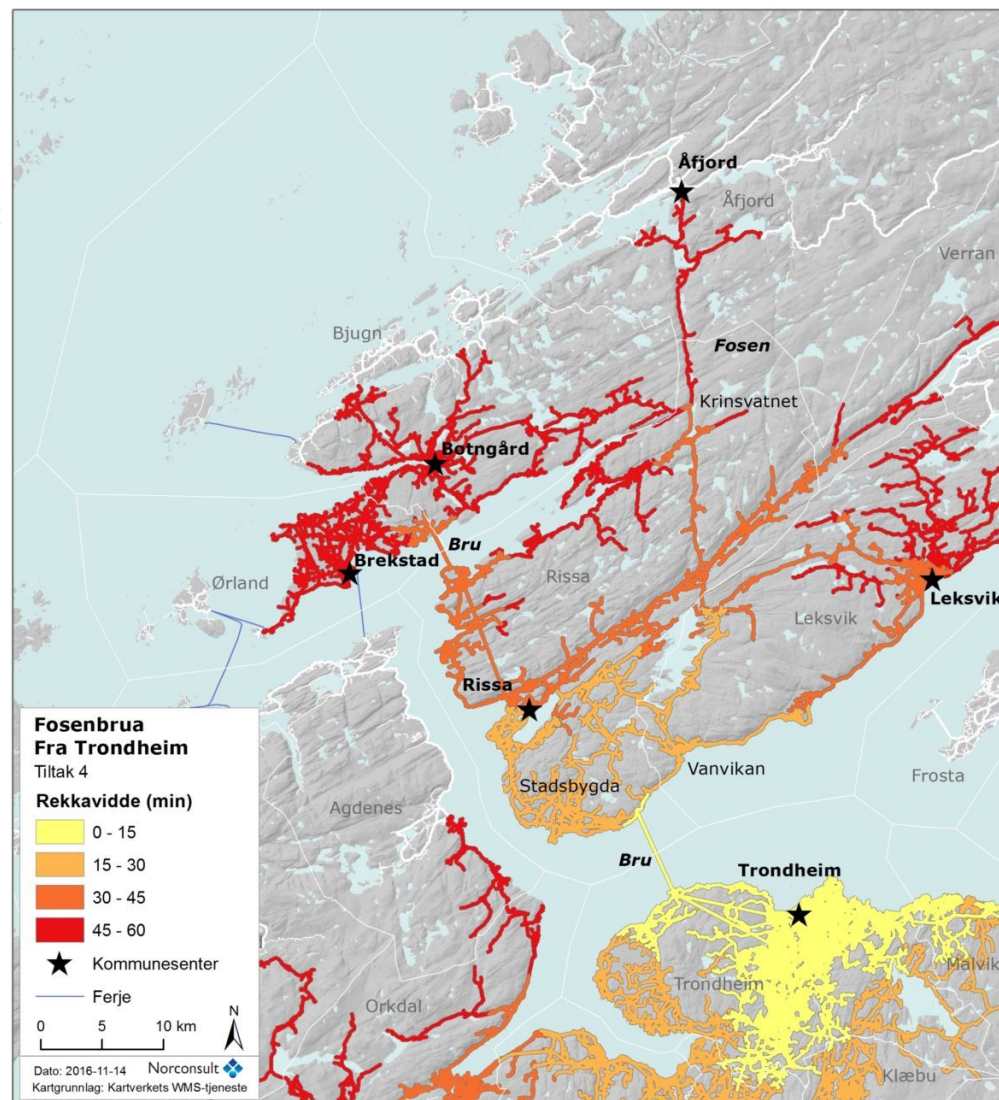 Åfjord
Åfjord
Verran
Bjugn
Fosen
Krinsvatnet
Botngård
Bru
Brekstad
Rissa
Ørland
Leksvik
Leksvik
Rissa
Vanvikan
Frosta
Stadsbygda
Agdenes
Bru
Trondheim
Malvik
Trondheim
Orkdal
Klæbu
Fosenbrua
Fra Trondheim
Tiltak 4
Rekkavidde (min)
0 - 15
15 - 30
30 - 45
45 - 60
Kommunesenter
Ferje
N
0 5 10 km
Dato: 2016-11-14 Norconsult
Kartgrunnlag: Kartverkets WMS-tjeneste